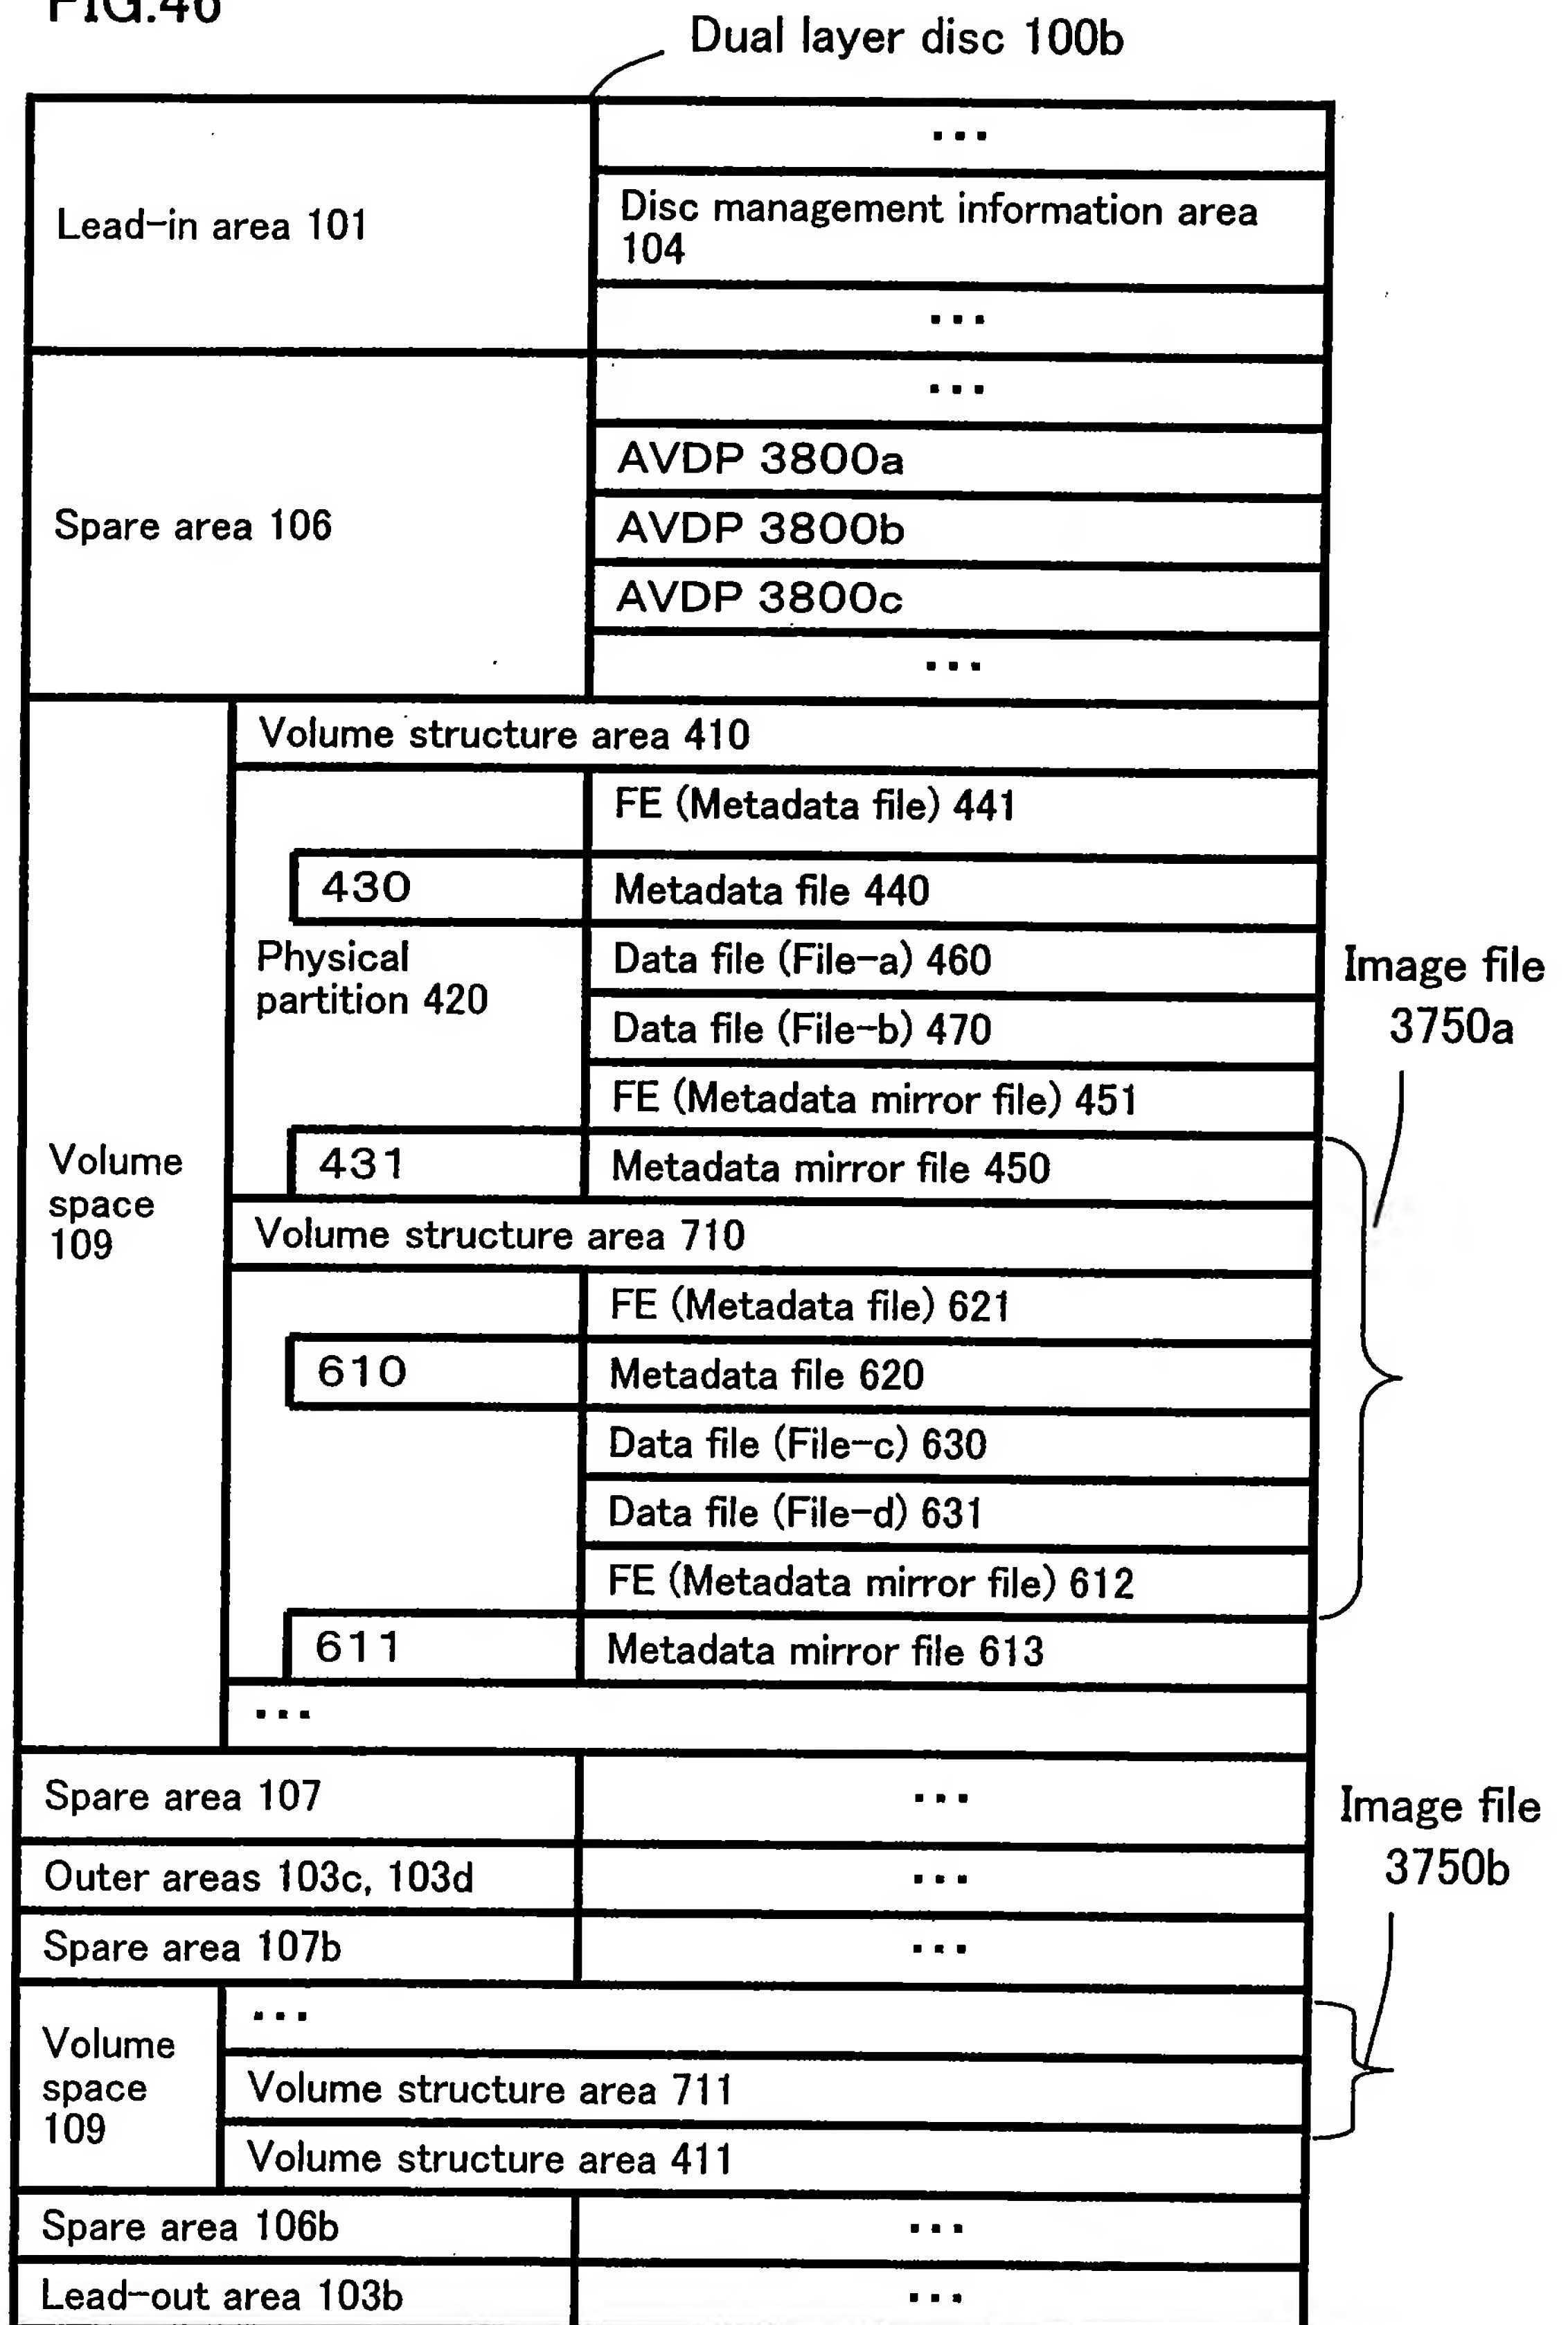 FIG.46
Dual layer disc 100b
Lead-in area 101
...
Disc management information area
104
...
Spare area 106
...
AVDP 3800a
AVDP 3800b
AVDP 3800c
...
Volume
space
109
Volume structure area 410
Physical
partition 420
FE (Metadata file) 441
430
Metadata file 440
Data file (File-a) 460
Data file (File-b) 470
FE (Metadata mirror file) 451
431
Metadata mirror file 450
Image file
3750a
Volume structure area 710
FE (Metadata file) 621
610
Metadata file 620
Data file (File-c) 630
Data file (File-d) 631
FE (Metadata mirror file) 612
611
Metadata mirror file 613
...
Spare area 107
...
Outer areas 103c, 103d
...
Spare area 107b
...
Image file
3750b
Volume
space
109
...
Volume structure area 711
Volume structure area 411
Spare area 106b
...
Lead-out area 103b
...